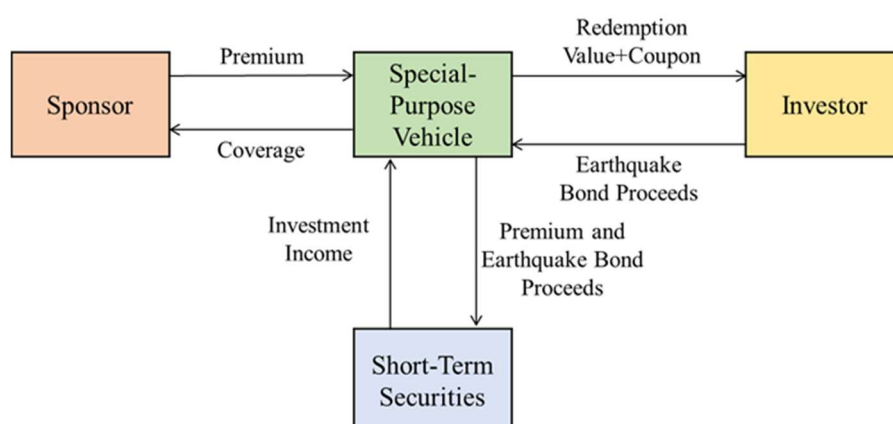 Sponsor
Premium
Coverage
Special-
Purpose
Vehicle
Redemption
Value+Coupon
Earthquake
Bond Proceeds
Investor
Investment
Income
Premium and
Earthquake Bond
Proceeds
Short-Term
Securities